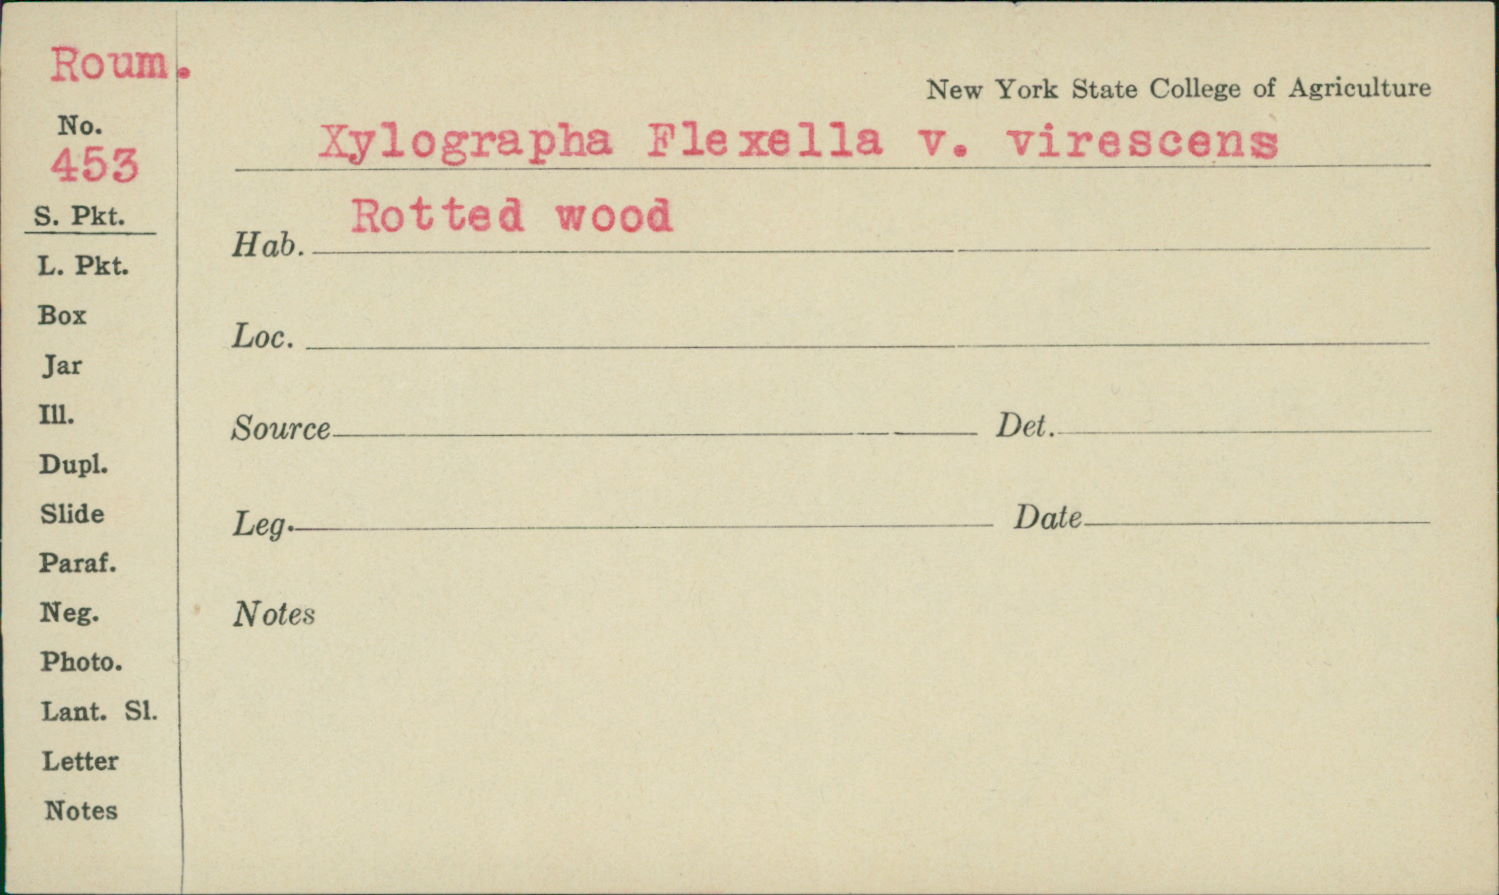 Roum.
New York State College of Agriculture
No.
453
Xylographa Flexella v. virescens
S. Pkt.
Hab. Rotted wood
L. Pkt.
Box
Loc.
Jar
Ill.
Source Det.
Dupl.
Slide
Leg. Date
Paraf.
Neg.
Notes
Photo.
Lant. Sl.
Letter
Notes